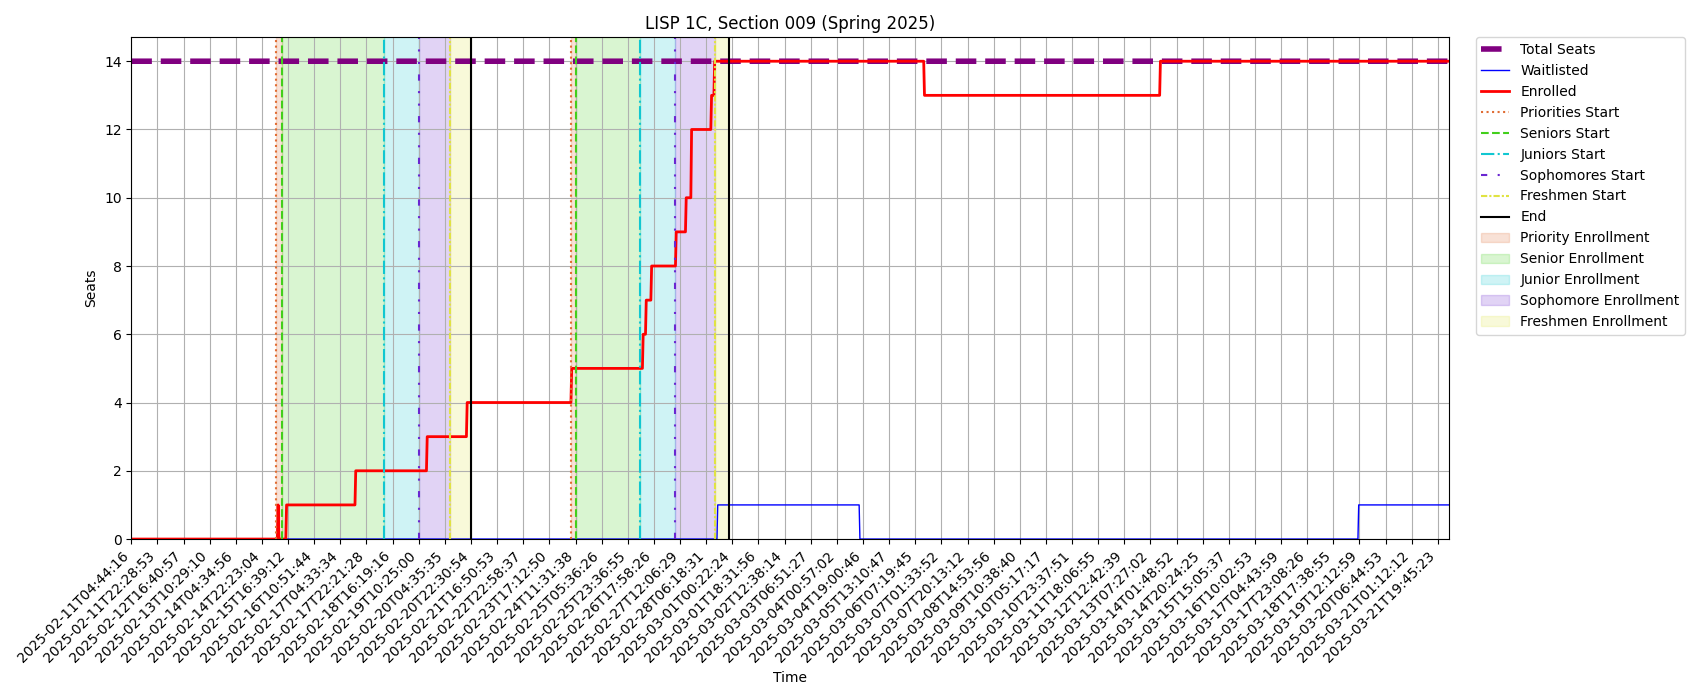 LISP 1C, Section 009 (Spring 2025)
Seats
14
12
10
8
6
4
2
0
2025-02-11T04:44:16
2025-02-11T22:28:53
2025-02-12T16:40:57
2025-02-13T10:29:10
2025-02-14T04:34:56
2025-02-14T22:23:04
2025-02-15T16:39:12
2025-02-16T10:51:44
2025-02-17T04:33:34
2025-02-17T22:21:28
2025-02-18T16:19:16
2025-02-19T10:25:00
2025-02-20T04:35:35
2025-02-20T22:30:54
2025-02-21T16:50:53
2025-02-22T22:58:37
2025-02-23T17:12:50
2025-02-24T11:31:38
2025-02-25T05:36:26
2025-02-25T23:36:55
2025-02-26T17:58:26
2025-02-27T12:06:29
2025-02-28T06:18:31
2025-03-01T00:22:24
2025-03-01T18:31:56
2025-03-02T12:38:14
2025-03-03T06:51:27
2025-03-04T00:57:02
2025-03-04T19:00:46
2025-03-05T13:10:47
2025-03-06T07:19:45
2025-03-07T01:33:52
2025-03-07T20:13:12
2025-03-08T14:53:56
2025-03-09T10:38:40
2025-03-10T05:17:17
2025-03-10T23:37:51
2025-03-11T18:06:55
2025-03-12T12:42:39
2025-03-13T07:27:02
2025-03-14T01:48:52
2025-03-14T20:24:25
2025-03-15T15:05:37
2025-03-16T10:02:53
2025-03-17T04:43:59
2025-03-17T23:08:26
2025-03-18T17:38:55
2025-03-19T12:12:59
2025-03-20T06:44:53
2025-03-21T01:12:12
2025-03-21T19:45:23
Time
Total Seats
Waitlisted
Enrolled
Priorities Start
Seniors Start
Juniors Start
Sophomores Start
Freshmen Start
End
Priority Enrollment
Senior Enrollment
Junior Enrollment
Sophomore Enrollment
Freshmen Enrollment